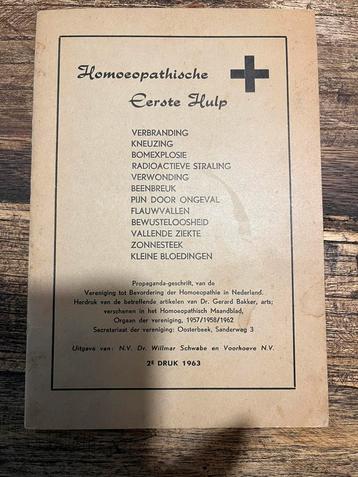 Homoeopathische
Eerste Hulp
VERBRANDING
KNEUZING
BOMEXPLOSIE
RADIOACTIEVE STRALING
VERWONDING
BEENBREUK
PIJN DOOR ONGEVAL
FLAUWVALLEN
BEWUSTELOOSHEID
VALLENDE ZIEKTE
ZONNESTEEK
KLEINE BLOEDINGEN
Propaganda-geschrift, van de
Vereniging tot Bevordering der Homoeopathie in Nederland.
Herdruk van de betreffende artikelen van Dr. Gerard Bakker, arts;
verschenen in het Homoeopathisch Maandblad,
Orgaan der vereniging, 1957/1958/1962
Secretariaat der vereniging: Oosterbeek, Sanderweg 3
Uitgave van: N.V. Dr. Willmar Schwabe en Voorhoeve N.V.
2E DRUK 1963